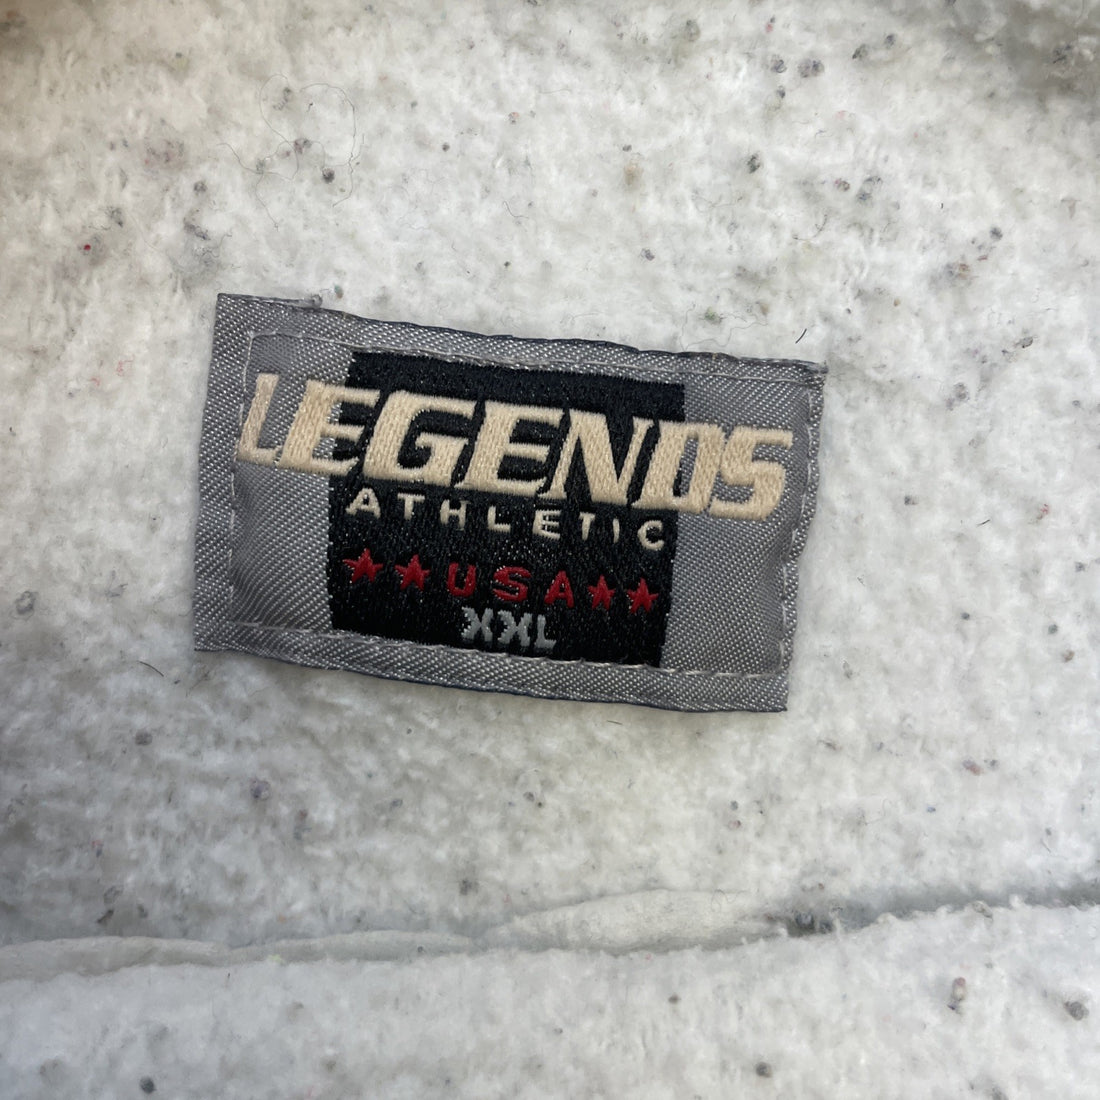 LEGENDS
ATHLETIC
★★USA★★
XXL